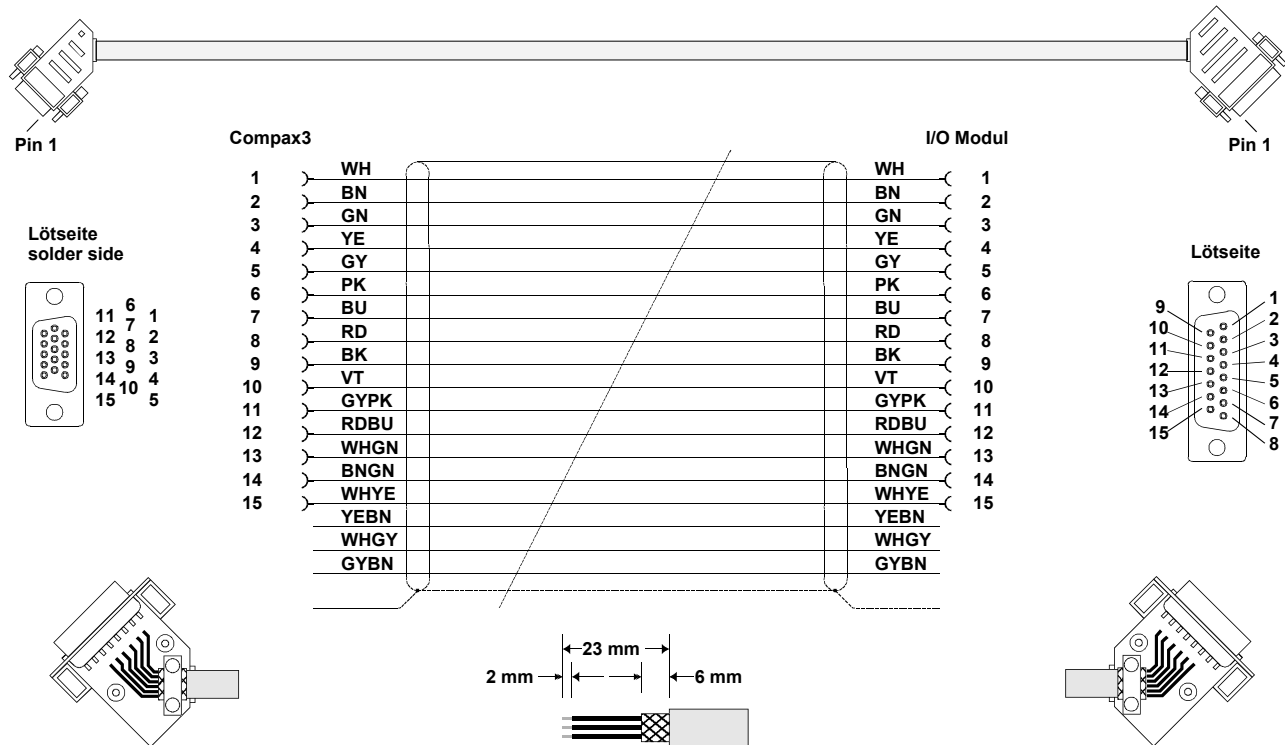 Pin 1
Pin 1
Compax3
I/O Modul
1 WH WH 1
2 BN BN 2
3 GN GN 3
4 YE YE 4
5 GY GY 5
6 PK PK 6
7 BU BU 7
8 RD RD 8
9 BK BK 9
10 VT VT 10
11 GYPK GYPK 11
12 RDBU RDBU 12
13 WHGN WHGN 13
14 BNGN BNGN 14
15 WHYE WHYE 15
YEBN YEBN
WHGY WHGY
GYBN GYBN
Lötseite
solder side
6
11 1
7
12 2
8
13 3
9
14 4
10
15 5
Lötseite
1
9
2
10
3
11
4
12
5
13
6
14
7
15
8
23 mm
2 mm
6 mm